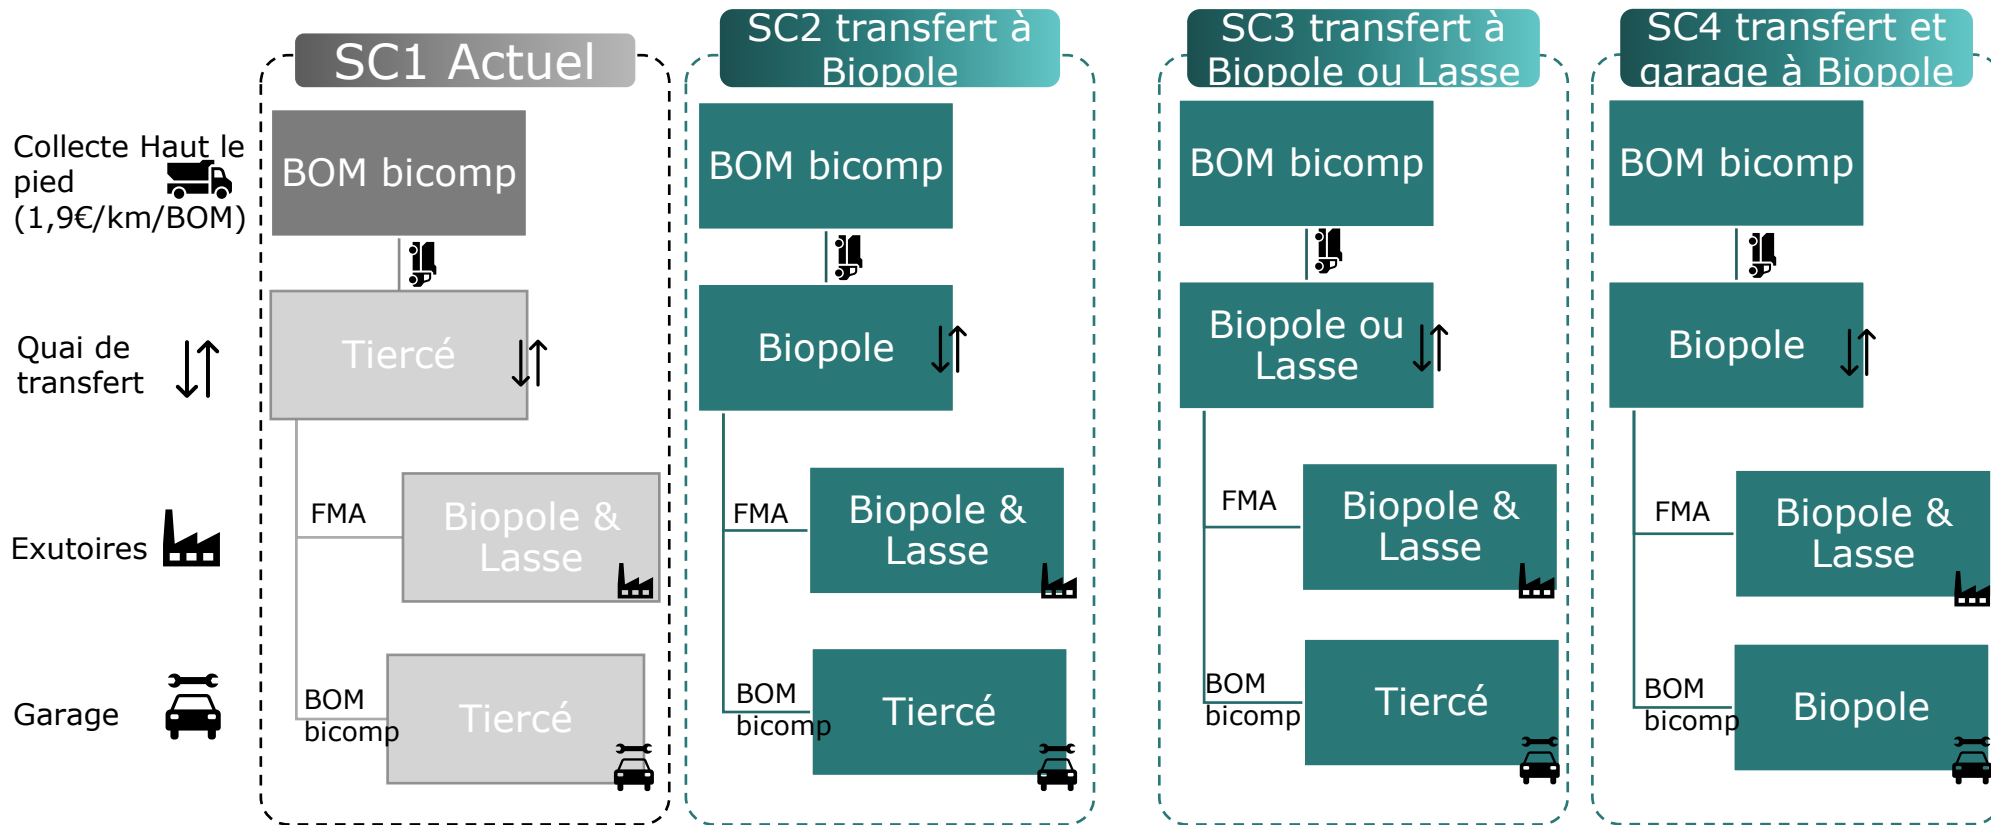 SC1 Actuel
SC2 transfert à
Biopole
SC3 transfert à
Biopole ou Lasse
SC4 transfert et
garage à Biopole
Collecte Haut le
pied
(1,9€/km/BOM)
BOM bicomp
BOM bicomp
BOM bicomp
BOM bicomp
Quai de
transfert
Tiercé
Biopole
Biopole ou
Lasse
Biopole
Exutoires
FMA
Biopole &
Lasse
FMA
Biopole &
Lasse
FMA
Biopole &
Lasse
FMA
Biopole &
Lasse
Garage
BOM
bicomp
Tiercé
BOM
bicomp
Tiercé
BOM
bicomp
Tiercé
BOM
bicomp
Biopole